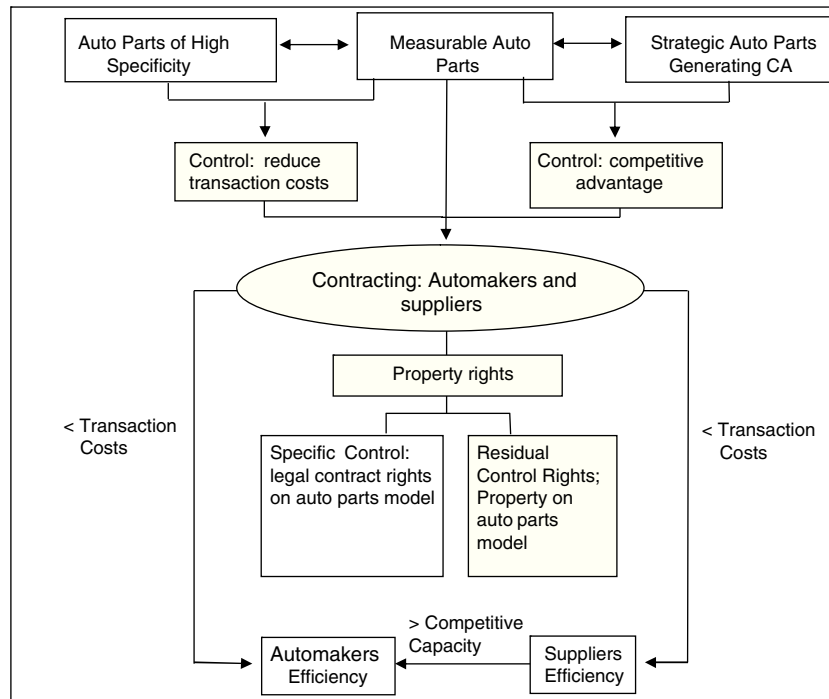 Auto Parts of High
Specificity
Measurable Auto
Parts
Strategic Auto Parts
Generating CA
Control: reduce
transaction costs
Control: competitive
advantage
Contracting: Automakers and
suppliers
Property rights
< Transaction
Costs
< Transaction
Costs
Specific Control:
legal contract rights
on auto parts model
Residual
Control Rights;
Property on
auto parts
model
> Competitive
Capacity
Automakers
Efficiency
Suppliers
Efficiency